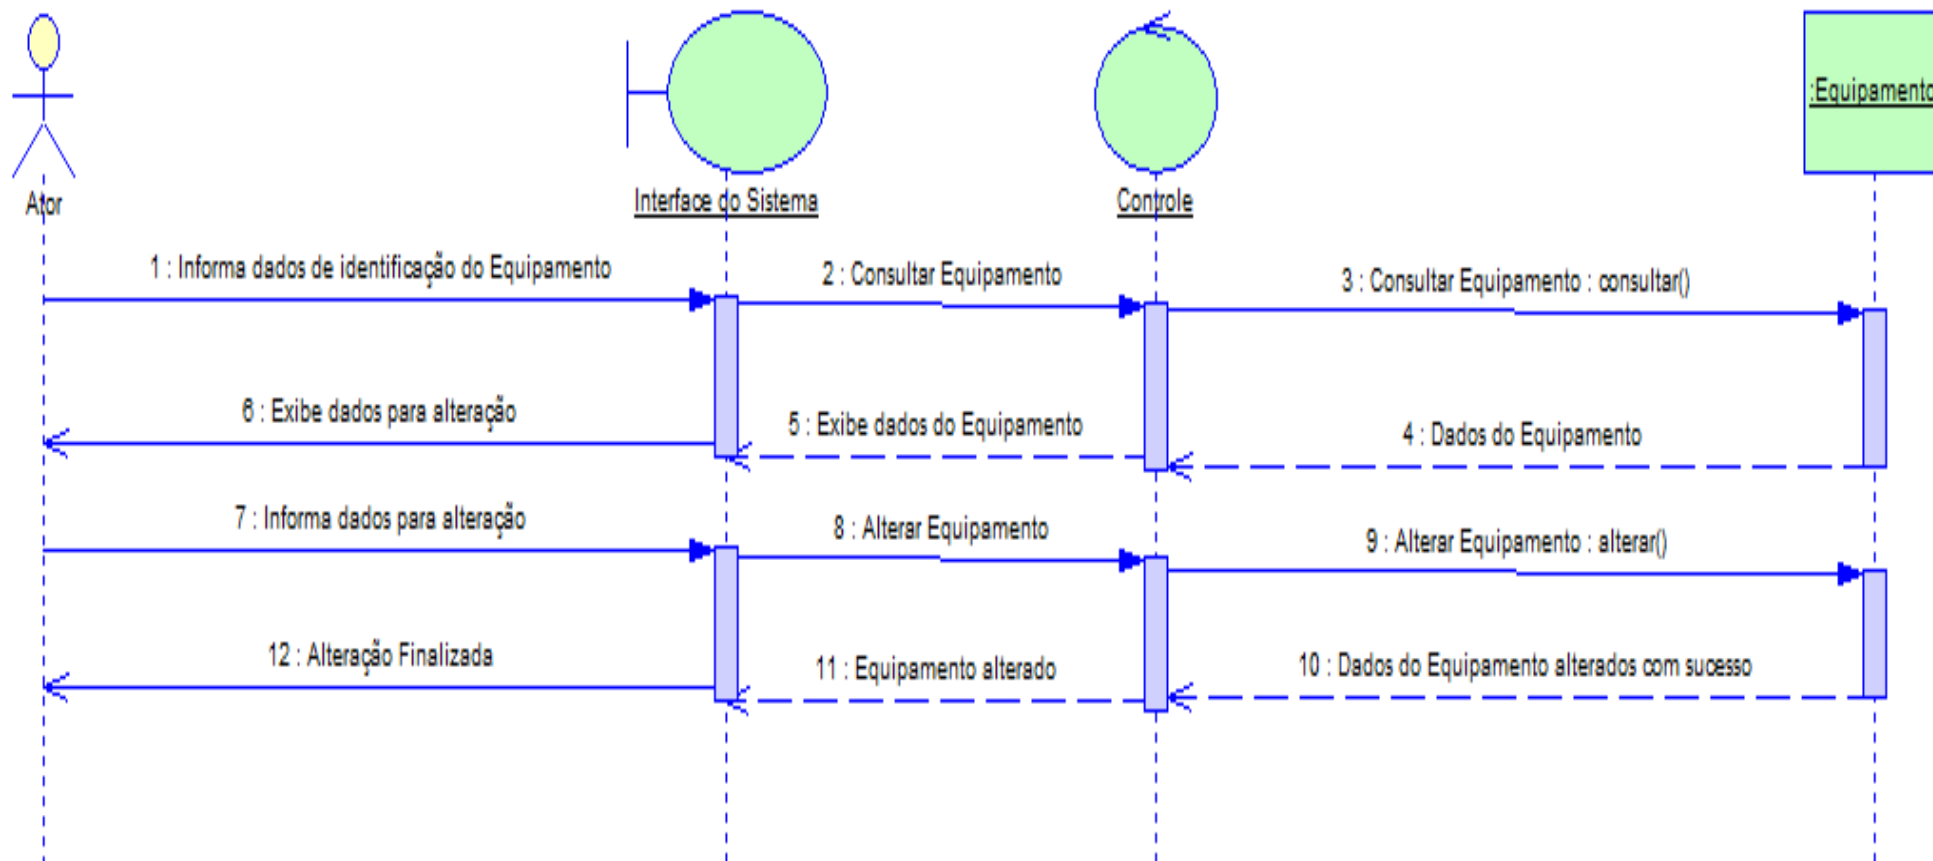 Ator
Interface do Sistema
Controle
:Equipamento
1 : Informa dados de identificação do Equipamento
2 : Consultar Equipamento
3 : Consultar Equipamento : consultar()
6 : Exibe dados para alteração
5 : Exibe dados do Equipamento
4 : Dados do Equipamento
7 : Informa dados para alteração
8 : Alterar Equipamento
9 : Alterar Equipamento : alterar()
12 : Alteração Finalizada
11 : Equipamento alterado
10 : Dados do Equipamento alterados com sucesso